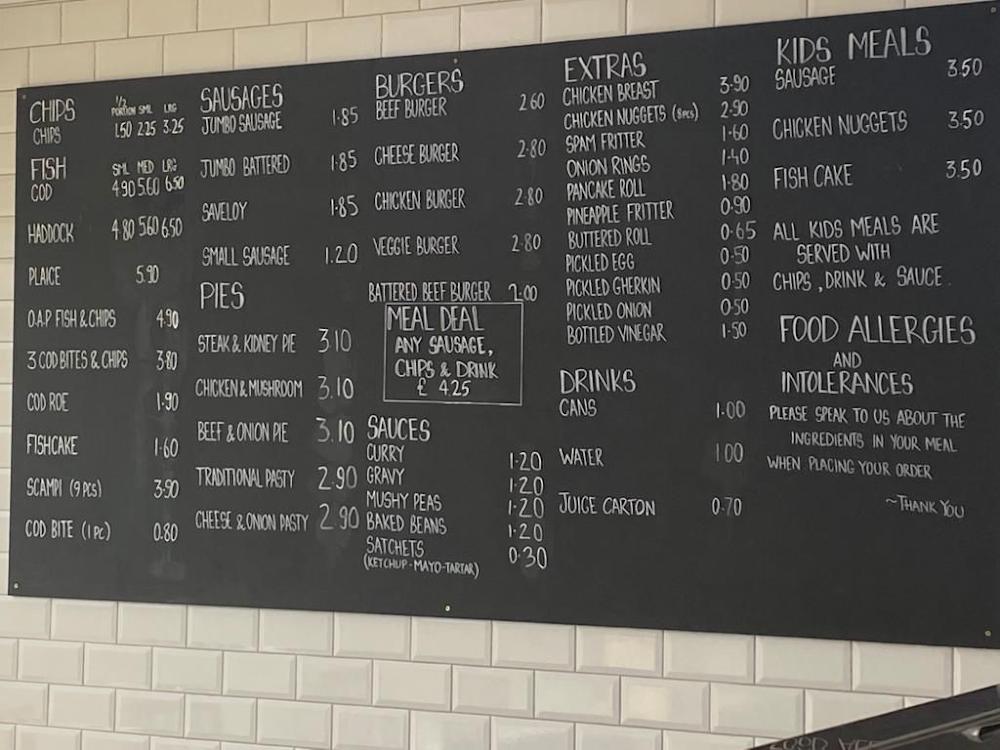 CHIPS 1/2 PORTION SML LRG
CHIPS 1.50 2.25 3.25
FISH SML MED LRG
COD 4.90 5.60 6.50
HADDOCK 4.80 5.60 6.50
PLAICE 5.90
O.A.P FISH & CHIPS 4.90
3 COD BITES & CHIPS 3.80
COD ROE 1.90
FISHCAKE 1.60
SCAMPI (9 PCS) 3.90
COD BITE (1 PC) 0.80
SAUSAGES
JUMBO SAUSAGE 1.85
JUMBO BATTERED 1.85
SAVELOY 1.85
SMALL SAUSAGE 1.20
PIES
STEAK & KIDNEY PIE 3.10
CHICKEN & MUSHROOM 3.10
BEEF & ONION PIE 3.10
TRADITIONAL PASTY 2.90
CHEESE & ONION PASTY 2.90
BURGERS
BEEF BURGER 2.60
CHEESE BURGER 2.80
CHICKEN BURGER 2.80
VEGGIE BURGER 2.80
BATTERED BEEF BURGER 2.00
MEAL DEAL
ANY SAUSAGE,
CHIPS & DRINK
£ 4.25
SAUCES
CURRY 1.20
GRAVY 1.20
MUSHY PEAS 1.20
BAKED BEANS 1.20
SATCHETS 0.30
(KETCHUP-MAYO-TARTAR)
EXTRAS
CHICKEN BREAST 3.90
CHICKEN NUGGETS (8pcs) 2.90
SPAM FRITTER 1.60
ONION RINGS 1.40
PANCAKE ROLL 1.80
PINEAPPLE FRITTER 0.90
BUTTERED ROLL 0.65
PICKLED EGG 0.50
PICKLED GHERKIN 0.50
PICKLED ONION 0.50
BOTTLED VINEGAR 1.50
DRINKS
CANS 1.00
WATER 1.00
JUICE CARTON 0.70
KIDS MEALS
SAUSAGE 3.50
CHICKEN NUGGETS 3.50
FISH CAKE 3.50
ALL KIDS MEALS ARE
SERVED WITH
CHIPS, DRINK & SAUCE.
FOOD ALLERGIES
AND
INTOLERANCES
PLEASE SPEAK TO US ABOUT THE
INGREDIENTS IN YOUR MEAL
WHEN PLACING YOUR ORDER
~THANK YOU